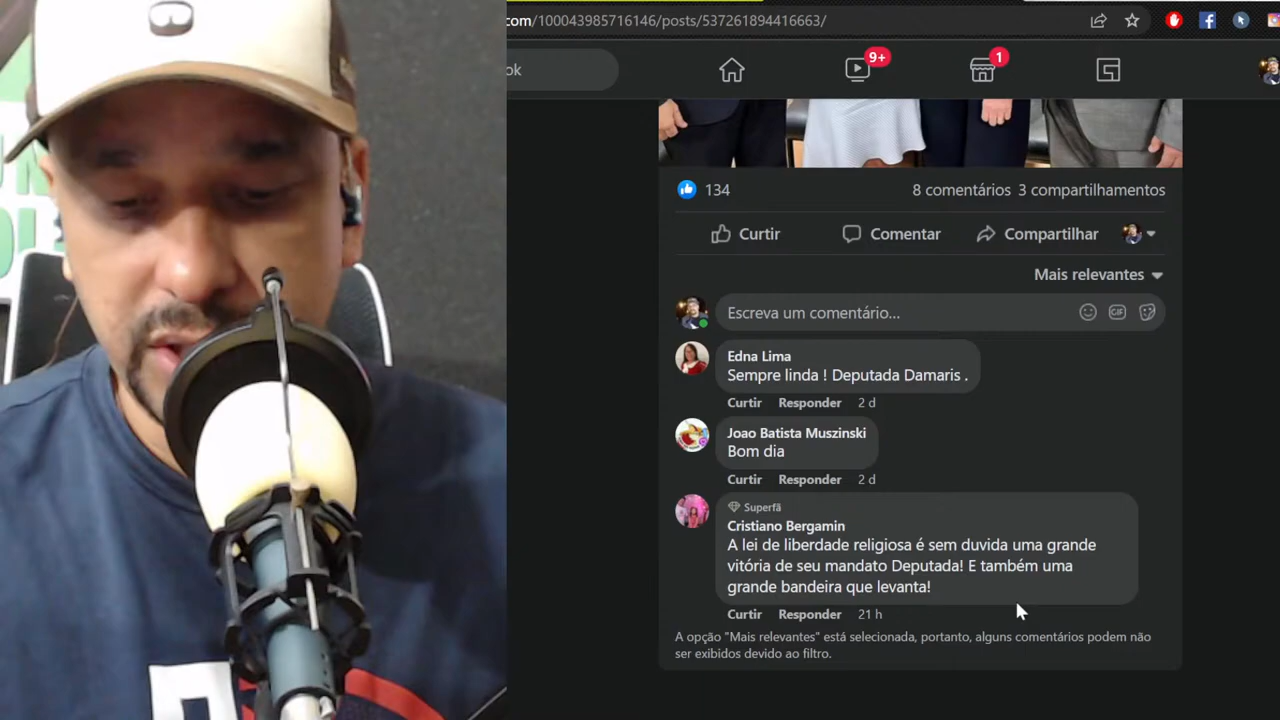 com/100043985716146/posts/537261894416663/
ok
9+
1
134
8 comentários 3 compartilhamentos
Curtir
Comentar
Compartilhar
Mais relevantes
Escreva um comentário...
GIF
Edna Lima
Sempre linda ! Deputada Damaris .
Curtir Responder 2 d
Joao Batista Muszinski
Bom dia
Curtir Responder 2 d
Superfã
Cristiano Bergamin
A lei de liberdade religiosa é sem duvida uma grande
vitória de seu mandato Deputada! E também uma
grande bandeira que levanta!
Curtir Responder 21 h
A opção "Mais relevantes" está selecionada, portanto, alguns comentários podem não
ser exibidos devido ao filtro.